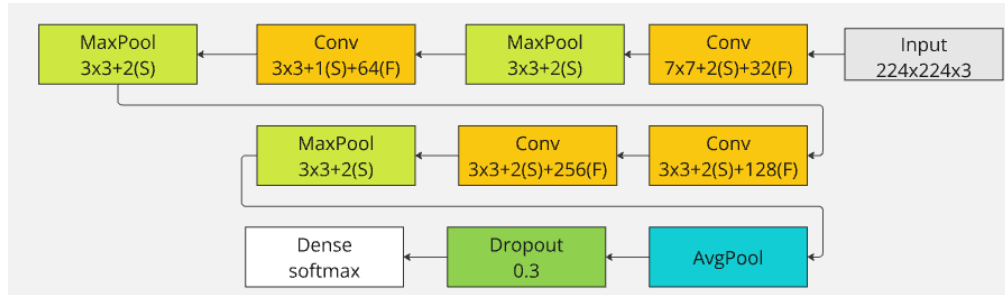 MaxPool
3x3+2(S)
Conv
3x3+1(S)+64(F)
MaxPool
3x3+2(S)
Conv
7x7+2(S)+32(F)
Input
224x224x3
MaxPool
3x3+2(S)
Conv
3x3+2(S)+256(F)
Conv
3x3+2(S)+128(F)
Dense
softmax
Dropout
0.3
AvgPool